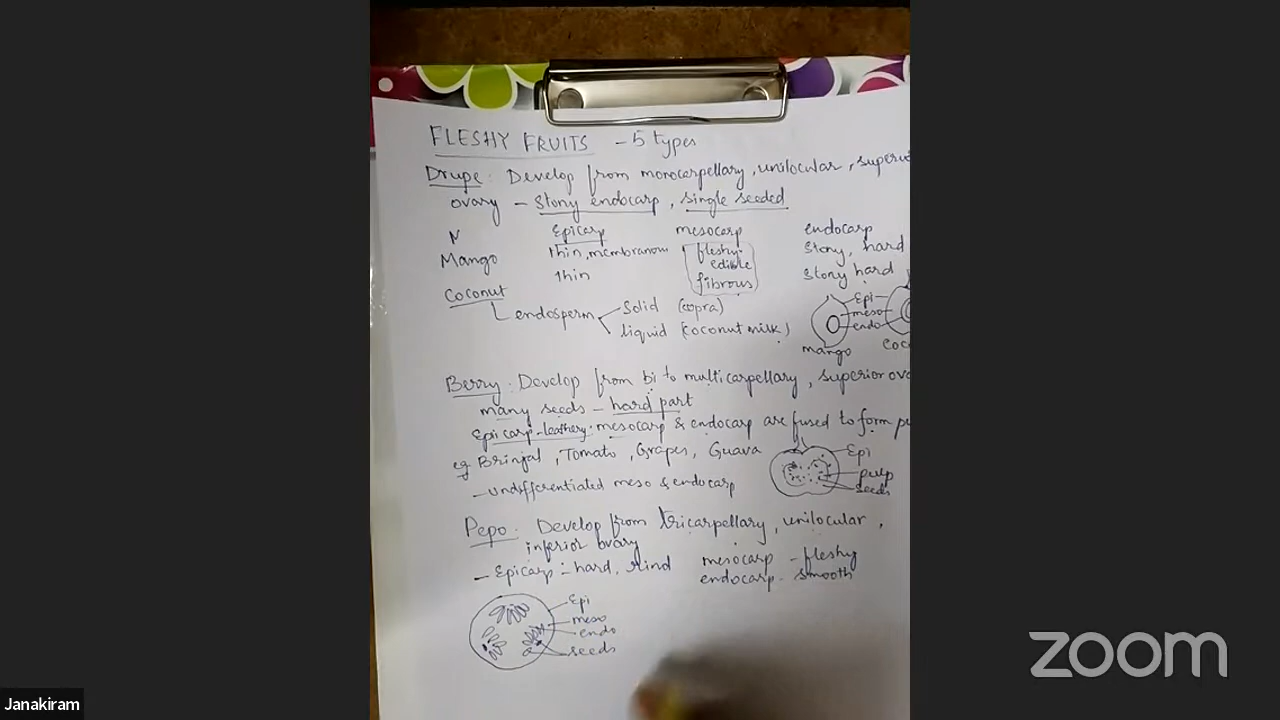 FLESHY FRUITS - 5 types
Drupe: Develop from monocarpellary, unilocular, superi
ovary - Stony endocarp, single seeded
N Epicarp mesocarp endocarp
Mango thin, membranous fleshy edible Stony, hard
Coconut thin fibrous Stony hard
endosperm Solid (copra)
liquid (coconut milk)
Epi
meso
endo
mango coc
Berry: Develop from bi to multicarpellary, superior ova
many seeds - hard part
Epicarp - leathery: mesocarp & endocarp are fused to form p
eg Brinjal, Tomato, Grapes, Guava
- undifferentiated meso & endocarp
Epi
pulp
seeds
Pepo: Develop from tricarpellary, unilocular,
inferior ovary
- Epicarp :- hard, rind mesocarp - fleshy
endocarp - smooth
Epi
meso
endo
seeds
zoom
Janakiram